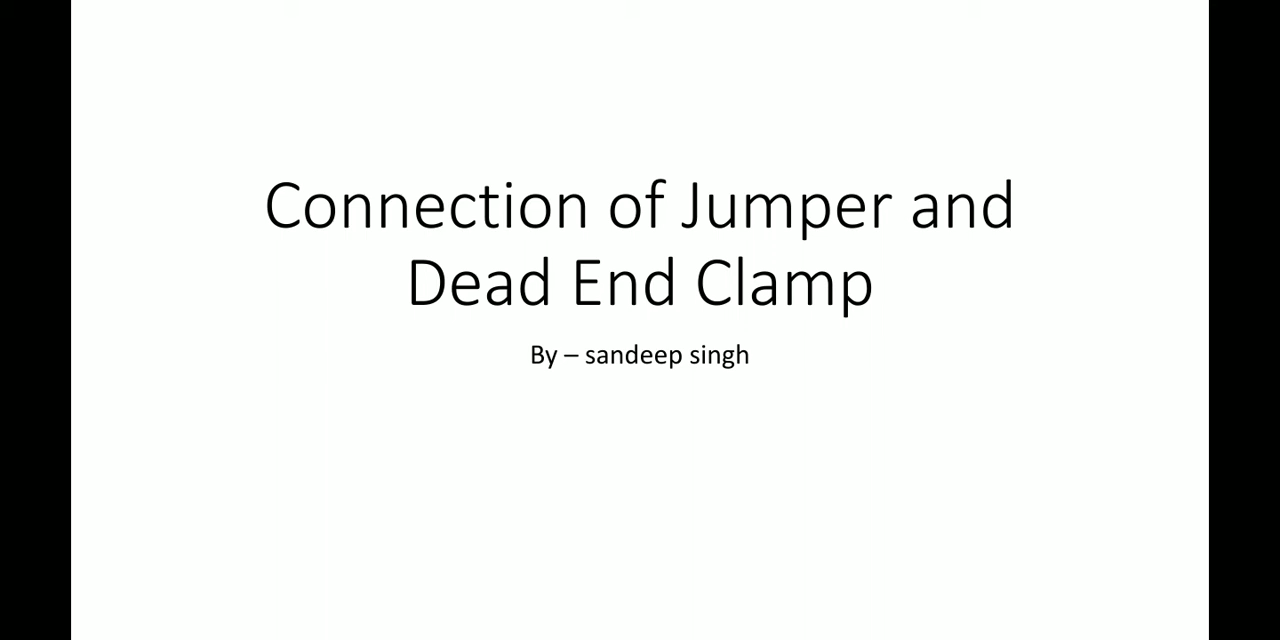 Connection of Jumper and
Dead End Clamp
By – sandeep singh